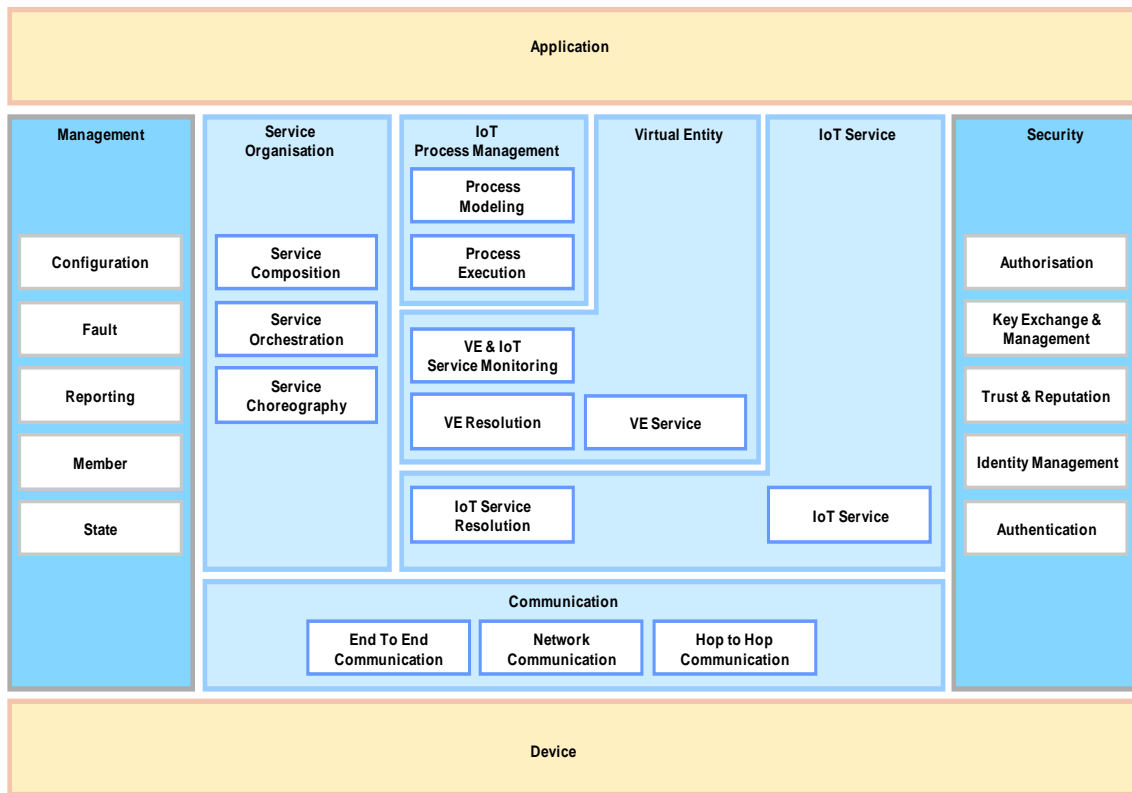 Application
Management
Service
Organisation
IoT
Process Management
Virtual Entity
IoT Service
Security
Process
Modeling
Configuration
Service
Composition
Process
Execution
Authorisation
Fault
Service
Orchestration
VE & IoT
Service Monitoring
Key Exchange &
Management
Reporting
Service
Choreography
VE Resolution
VE Service
Trust & Reputation
Member
Identity Management
State
IoT Service
Resolution
IoT Service
Authentication
Communication
End To End
Communication
Network
Communication
Hop to Hop
Communication
Device